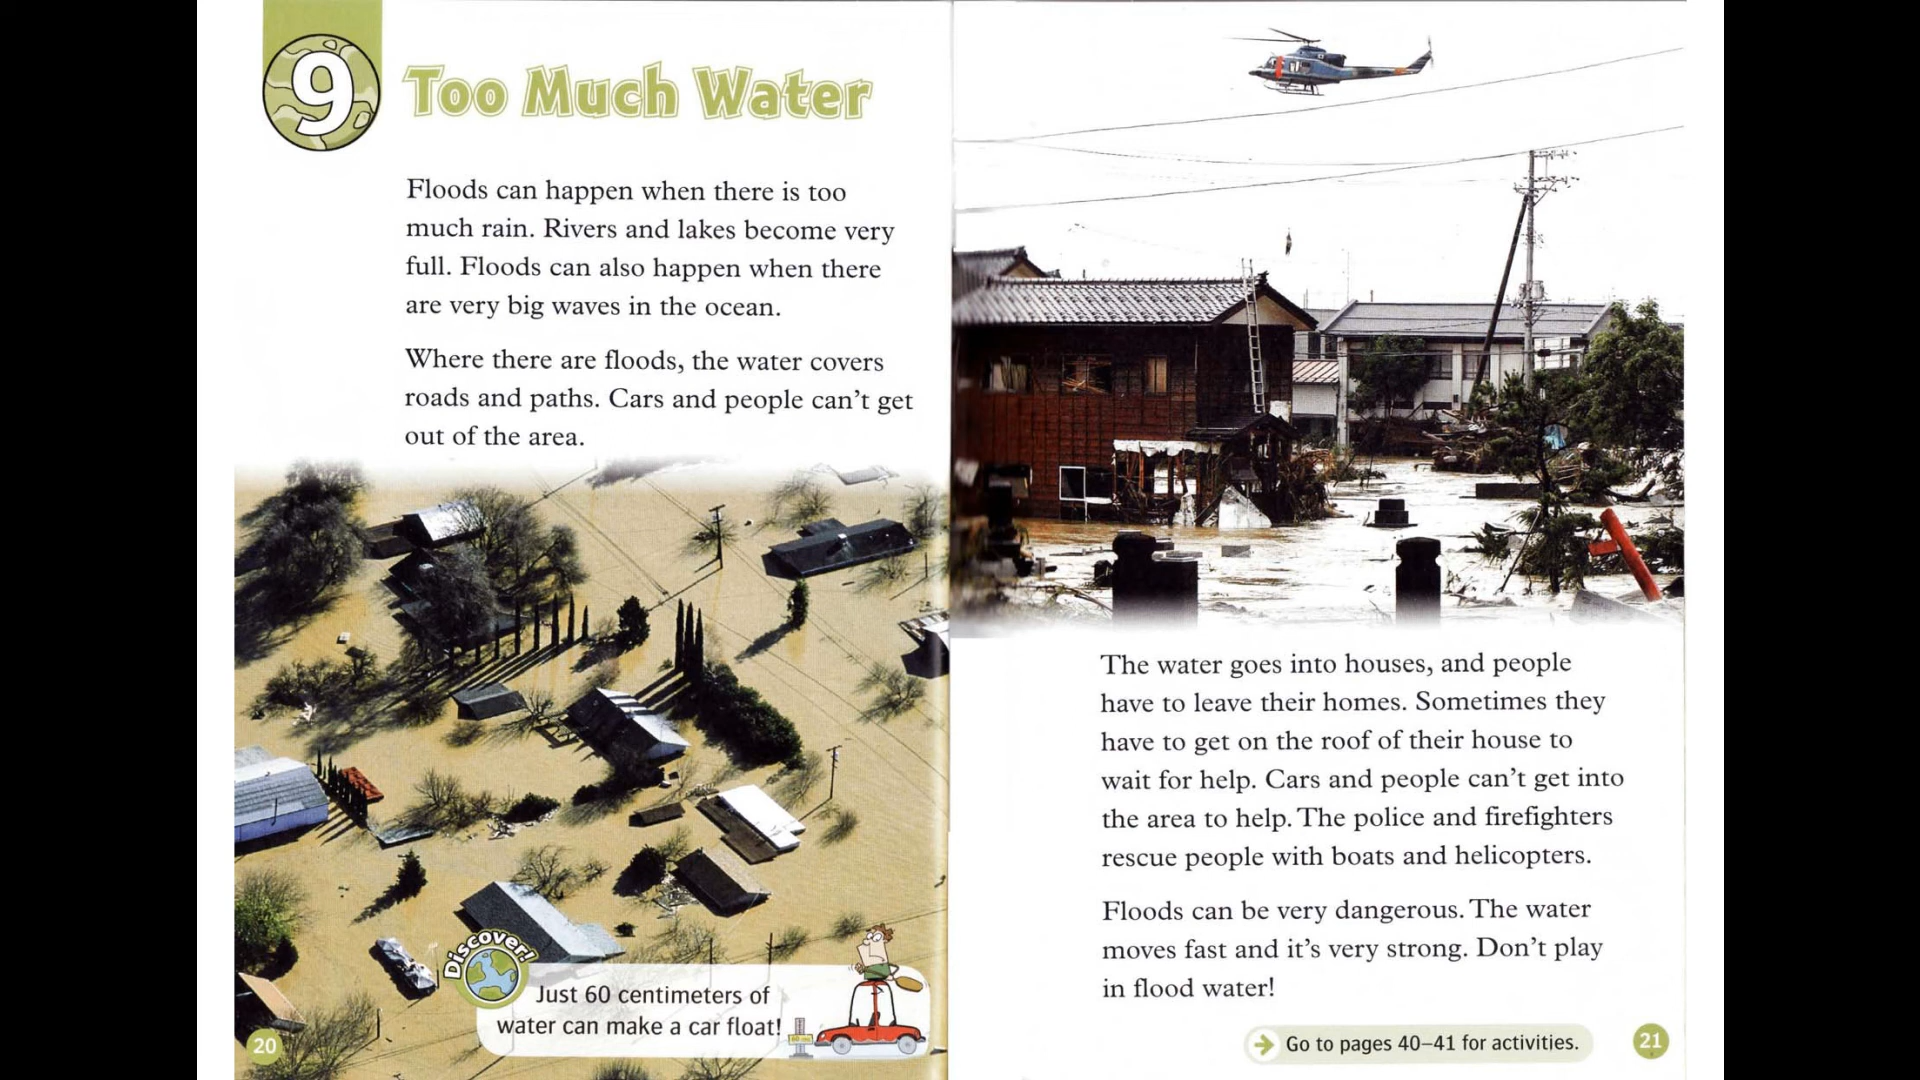 9
Too Much Water
Floods can happen when there is too
much rain. Rivers and lakes become very
full. Floods can also happen when there
are very big waves in the ocean.
Where there are floods, the water covers
roads and paths. Cars and people can't get
out of the area.
Discover!
Just 60 centimeters of
water can make a car float!
60 cm
20
The water goes into houses, and people
have to leave their homes. Sometimes they
have to get on the roof of their house to
wait for help. Cars and people can't get into
the area to help. The police and firefighters
rescue people with boats and helicopters.
Floods can be very dangerous. The water
moves fast and it's very strong. Don't play
in flood water!
Go to pages 40–41 for activities.
21